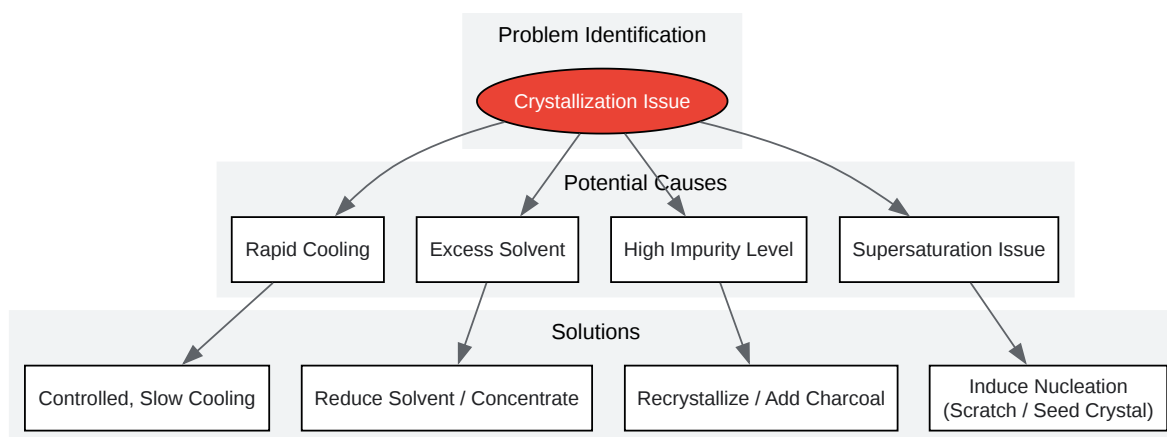 Problem Identification
Crystallization Issue
Potential Causes
Rapid Cooling
Excess Solvent
High Impurity Level
Supersaturation Issue
Solutions
Controlled, Slow Cooling
Reduce Solvent / Concentrate
Recrystallize / Add Charcoal
Induce Nucleation
(Scratch / Seed Crystal)